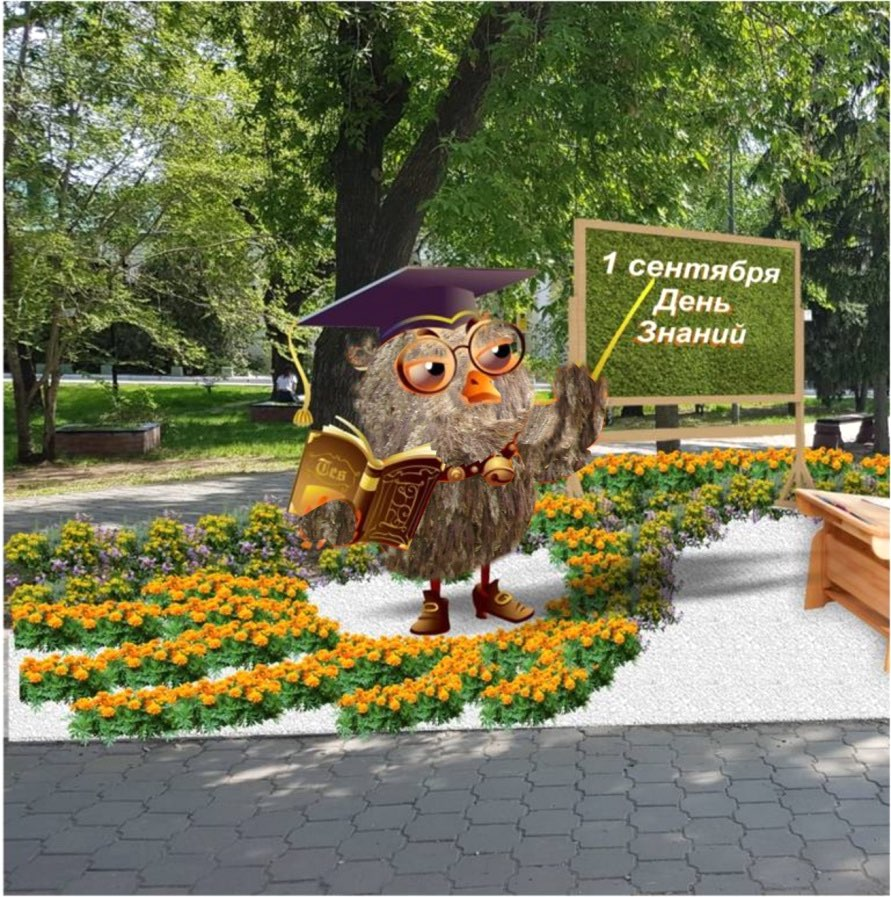 1 сентября
День
Знаний